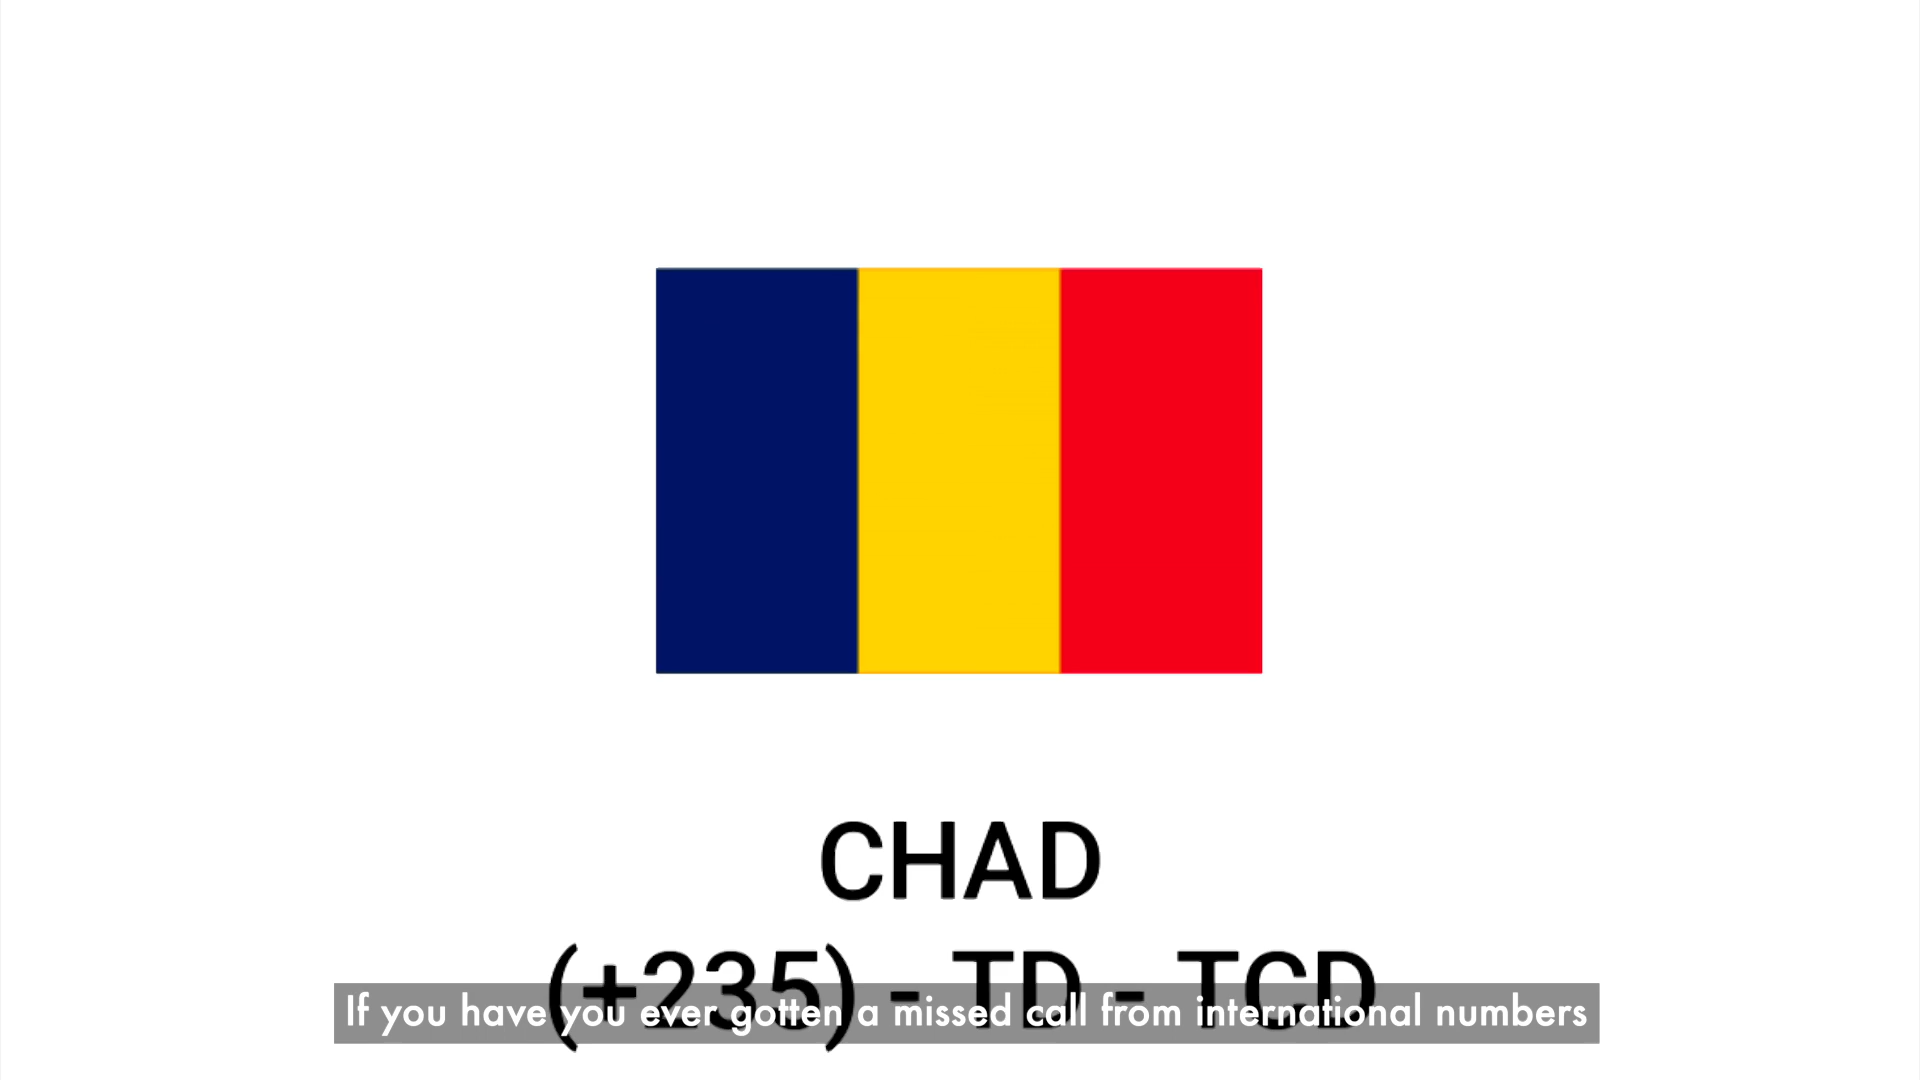 CHAD
(+235) - TD - TCD
If you have you ever gotten a missed call from international numbers